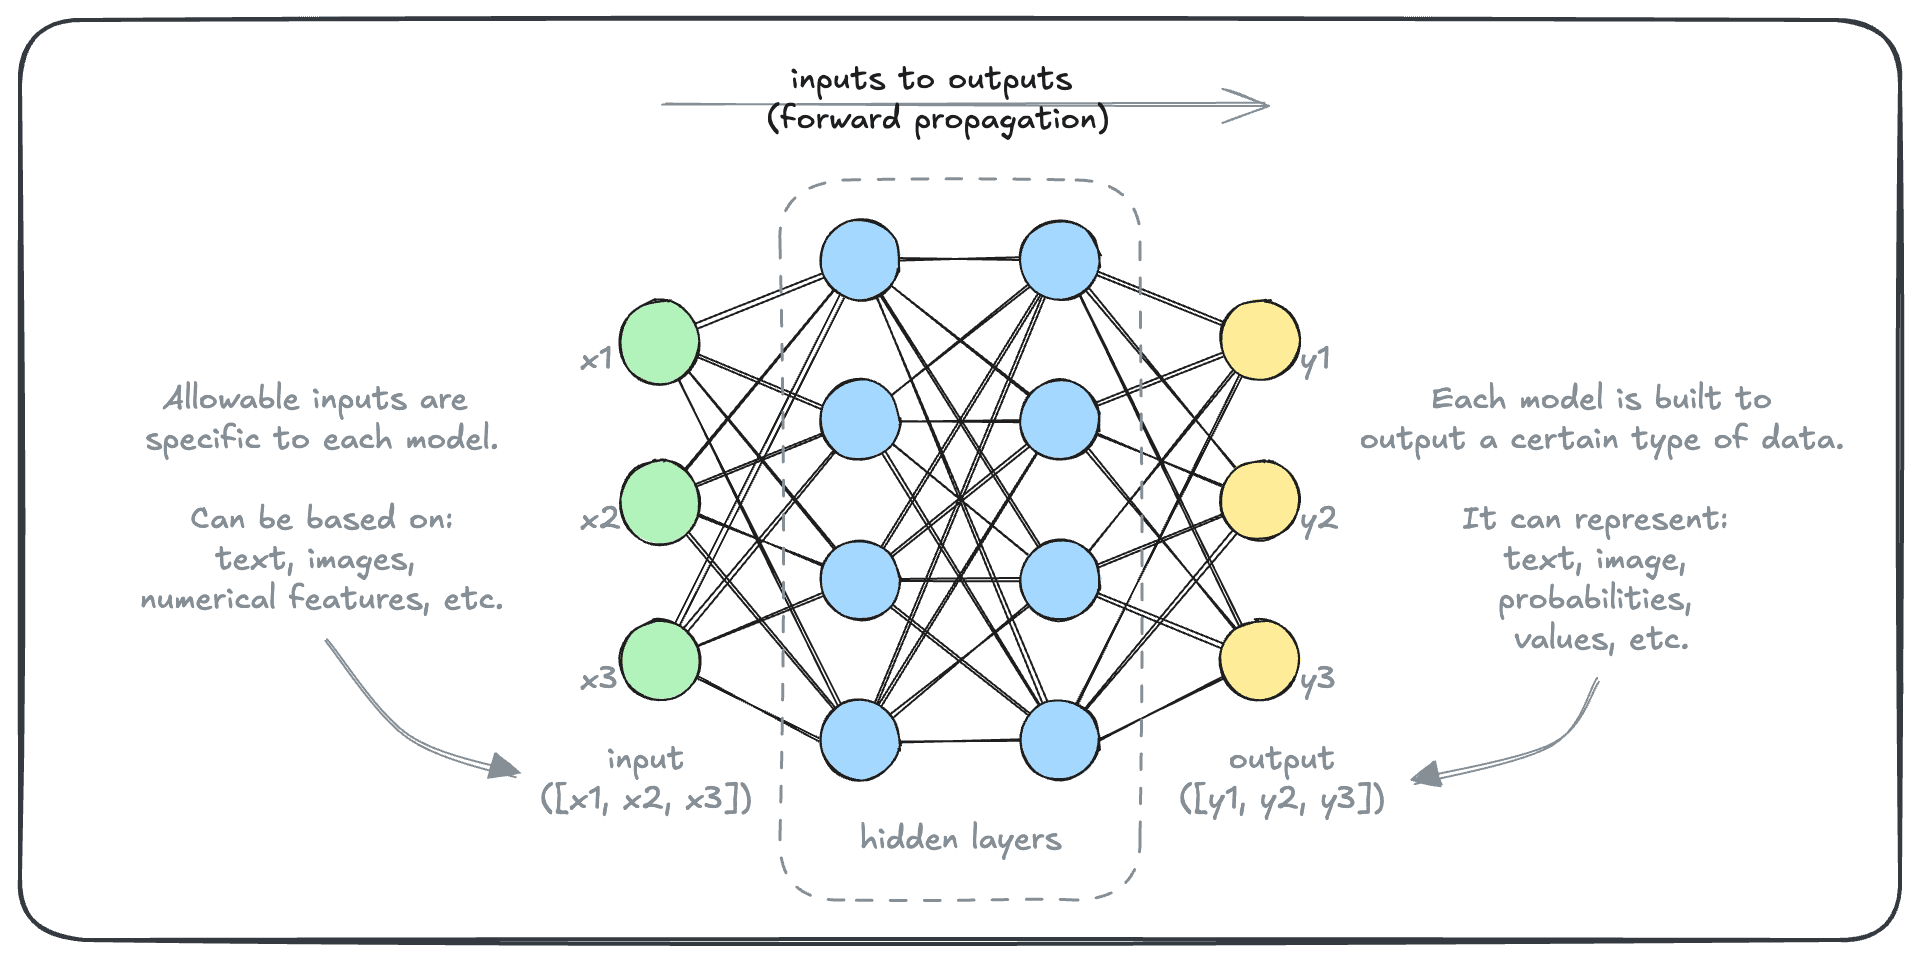 inputs to outputs
(forward propagation)
x1
x2
x3
Allowable inputs are
specific to each model.
Can be based on:
text, images,
numerical features, etc.
input
([x1, x2, x3])
hidden layers
y1
y2
y3
output
([y1, y2, y3])
Each model is built to
output a certain type of data.
It can represent:
text, image,
probabilities,
values, etc.